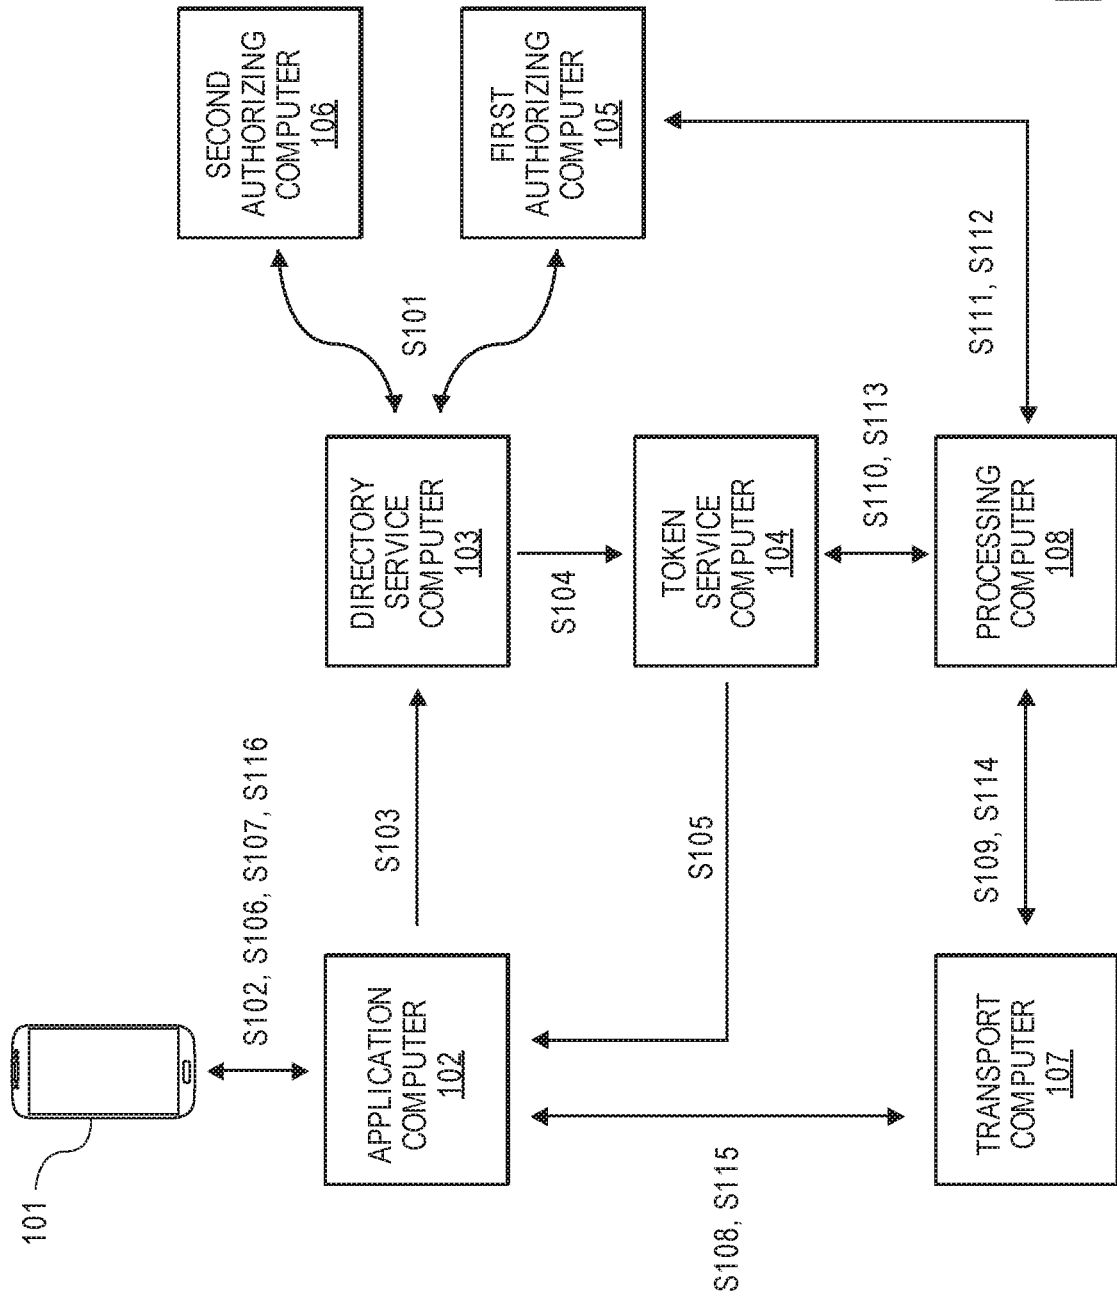 101
S102, S106, S107, S116
APPLICATION
COMPUTER
102
S103
DIRECTORY
SERVICE
COMPUTER
103
S101
SECOND
AUTHORIZING
COMPUTER
106
FIRST
AUTHORIZING
COMPUTER
105
S104
S105
TOKEN
SERVICE
COMPUTER
104
S108, S115
S110, S113
S111, S112
TRANSPORT
COMPUTER
107
S109, S114
PROCESSING
COMPUTER
108